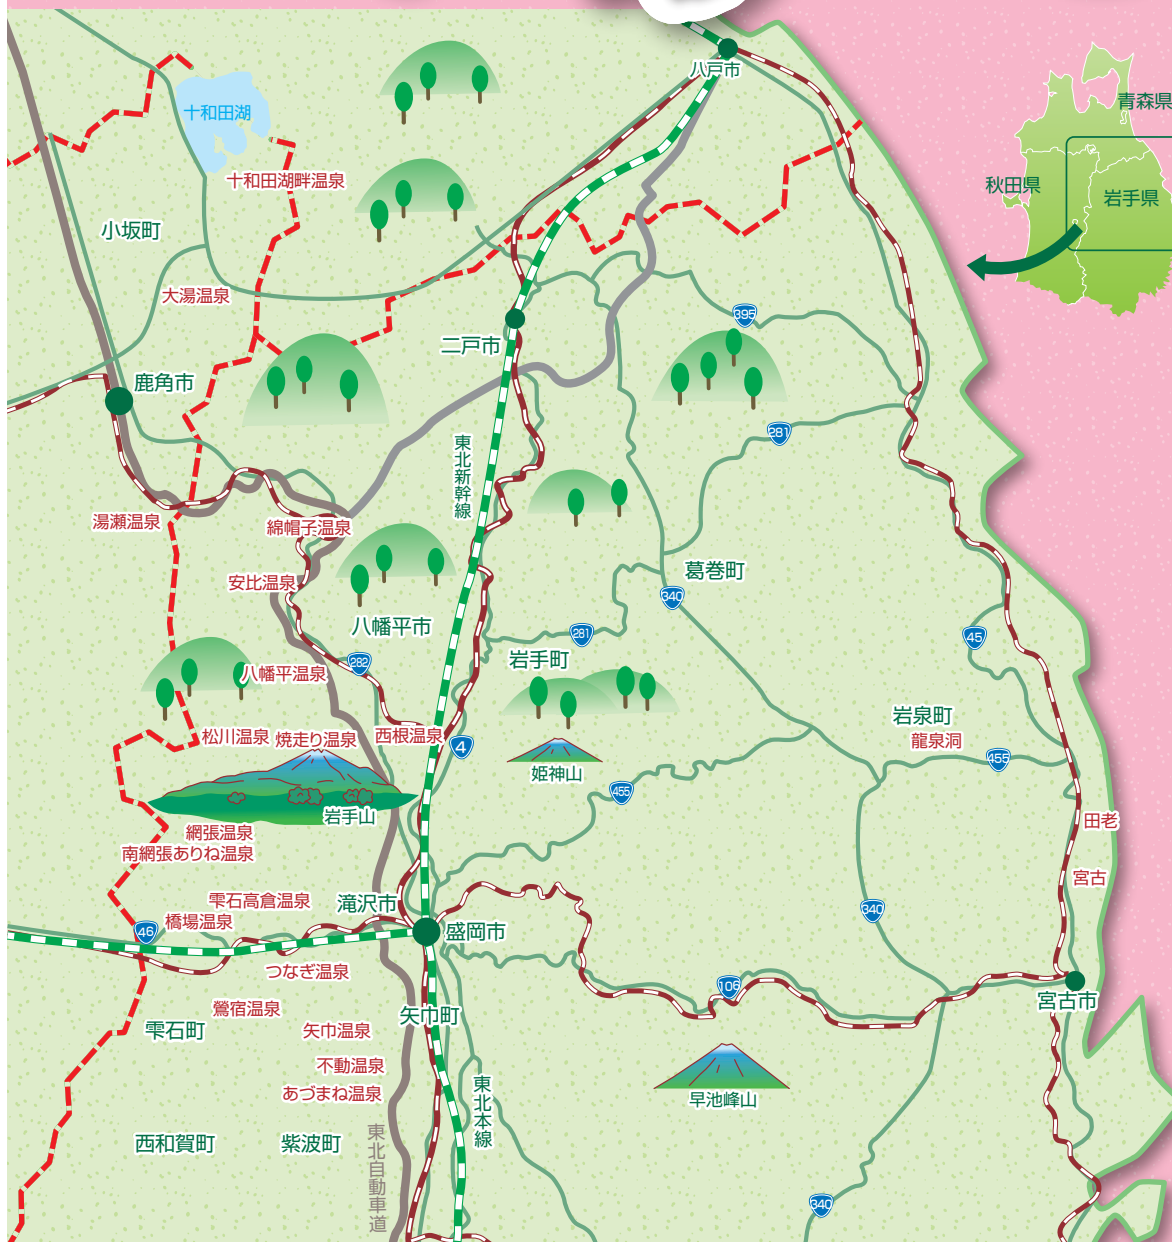 八戸市
十和田湖
青森県
十和田湖畔温泉
秋田県
岩手県
小坂町
大湯温泉
395
二戸市
鹿角市
281
東北新幹線
湯瀬温泉
綿帽子温泉
葛巻町
安比温泉
340
八幡平市
281
45
岩手町
282
八幡平温泉
岩泉町
松川温泉
焼走り温泉
西根温泉
4
龍泉洞
455
姫神山
455
岩手山
田老
網張温泉
南網張ありね温泉
宮古
雫石高倉温泉
滝沢市
340
橋場温泉
46
盛岡市
つなぎ温泉
106
宮古市
鶯宿温泉
矢巾町
雫石町
矢巾温泉
不動温泉
あづまね温泉
早池峰山
東北本線
西和賀町
紫波町
東北自動車道
340